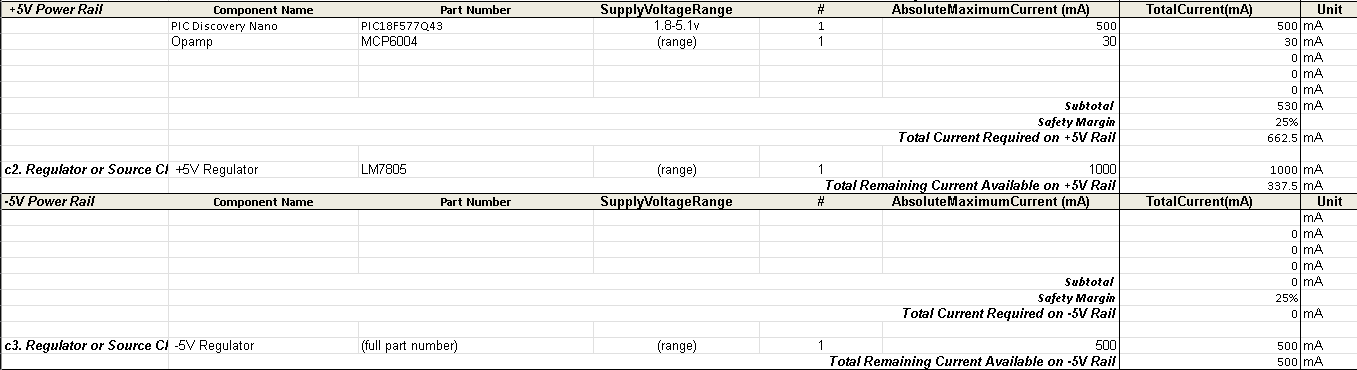 +5V Power Rail Component Name Part Number SupplyVoltageRange # AbsoluteMaximumCurrent (mA) TotalCurrent(mA) Unit
PIC Discovery Nano PIC18F577Q43 1.8-5.1v 1 500 500 mA
Opamp MCP6004 (range) 1 30 30 mA
0 mA
0 mA
0 mA
Subtotal 530 mA
Safety Margin 25%
Total Current Required on +5V Rail 662.5 mA
c2. Regulator or Source Cl +5V Regulator LM7805 (range) 1 1000 1000 mA
Total Remaining Current Available on +5V Rail 337.5 mA
-5V Power Rail Component Name Part Number SupplyVoltageRange # AbsoluteMaximumCurrent (mA) TotalCurrent(mA) Unit
mA
0 mA
0 mA
0 mA
Subtotal 0 mA
Safety Margin 25%
Total Current Required on -5V Rail 0 mA
c3. Regulator or Source Cl -5V Regulator (full part number) (range) 1 500 500 mA
Total Remaining Current Available on -5V Rail 500 mA